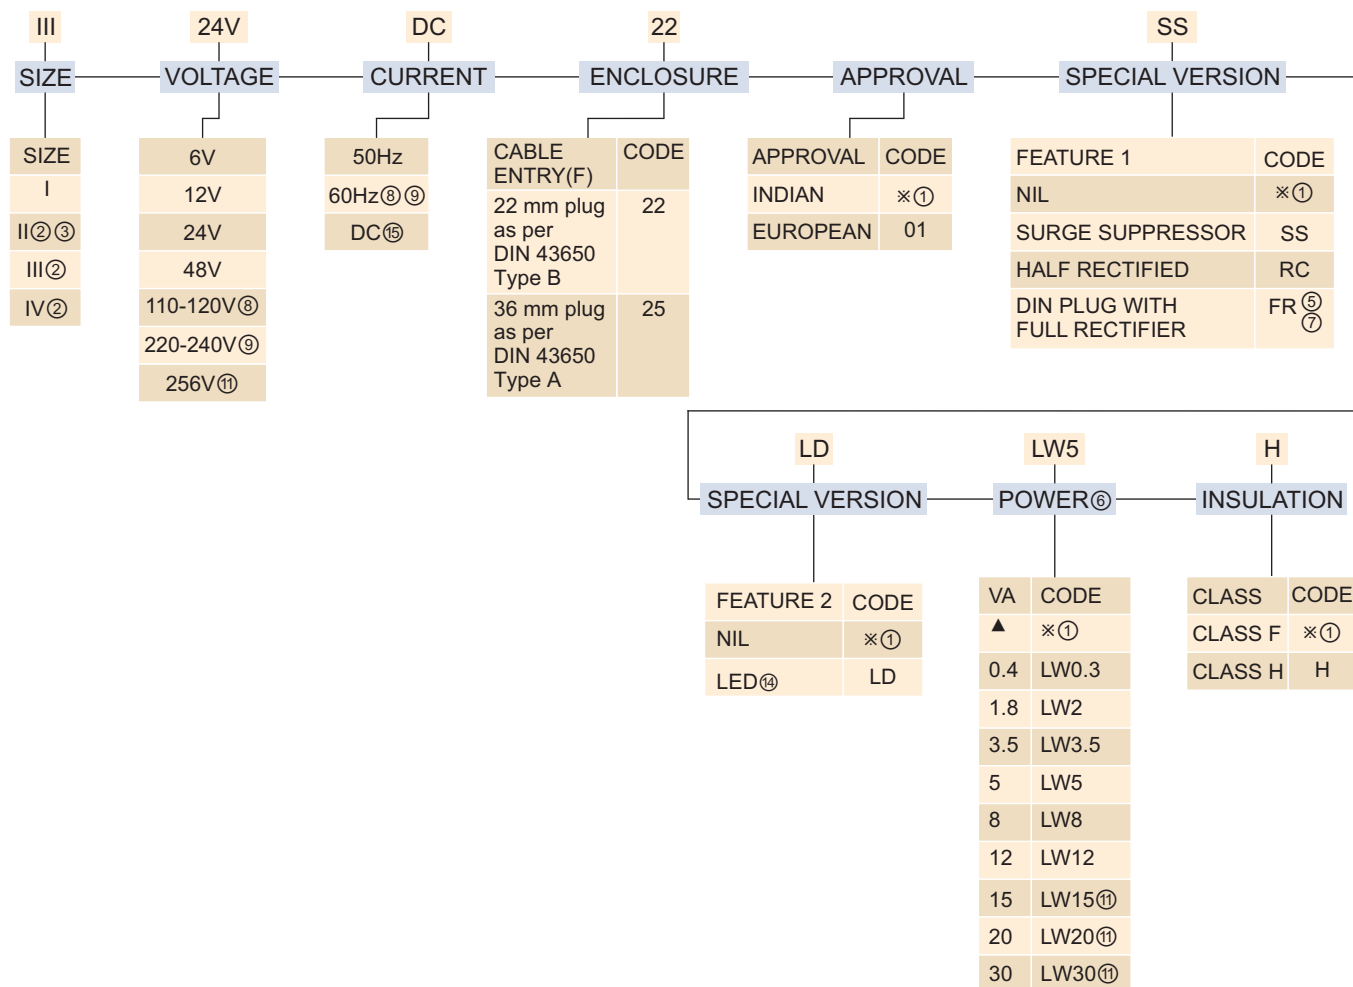 III 24V DC 22 SS
SIZE VOLTAGE CURRENT ENCLOSURE APPROVAL SPECIAL VERSION
SIZE
I
II②③
III②
IV②
6V
12V
24V
48V
110-120V⑧
220-240V⑨
256V⑪
50Hz
60Hz⑧⑨
DC⑮
CABLE ENTRY(F) CODE
22 mm plug 22
as per
DIN 43650
Type B
36 mm plug 25
as per
DIN 43650
Type A
APPROVAL CODE
INDIAN ※①
EUROPEAN 01
FEATURE 1 CODE
NIL ※①
SURGE SUPPRESSOR SS
HALF RECTIFIED RC
DIN PLUG WITH FR⑤
FULL RECTIFIER ⑦
LD LW5 H
SPECIAL VERSION POWER⑥ INSULATION
FEATURE 2 CODE
NIL ※①
LED⑭ LD
VA CODE
▲ ※①
0.4 LW0.3
1.8 LW2
3.5 LW3.5
5 LW5
8 LW8
12 LW12
15 LW15⑪
20 LW20⑪
30 LW30⑪
CLASS CODE
CLASS F ※①
CLASS H H